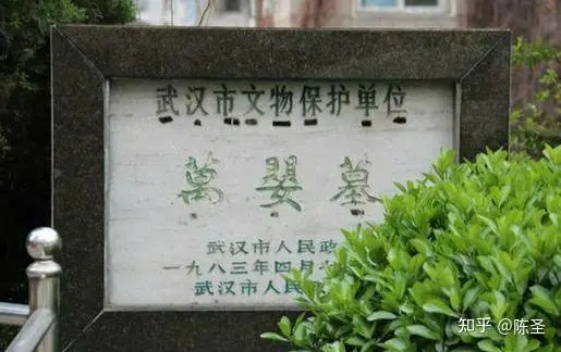 武汉市文物保护单位
萬婴墓
武汉市人民政
一九八三年四月
武汉市人民
知乎 @陈圣